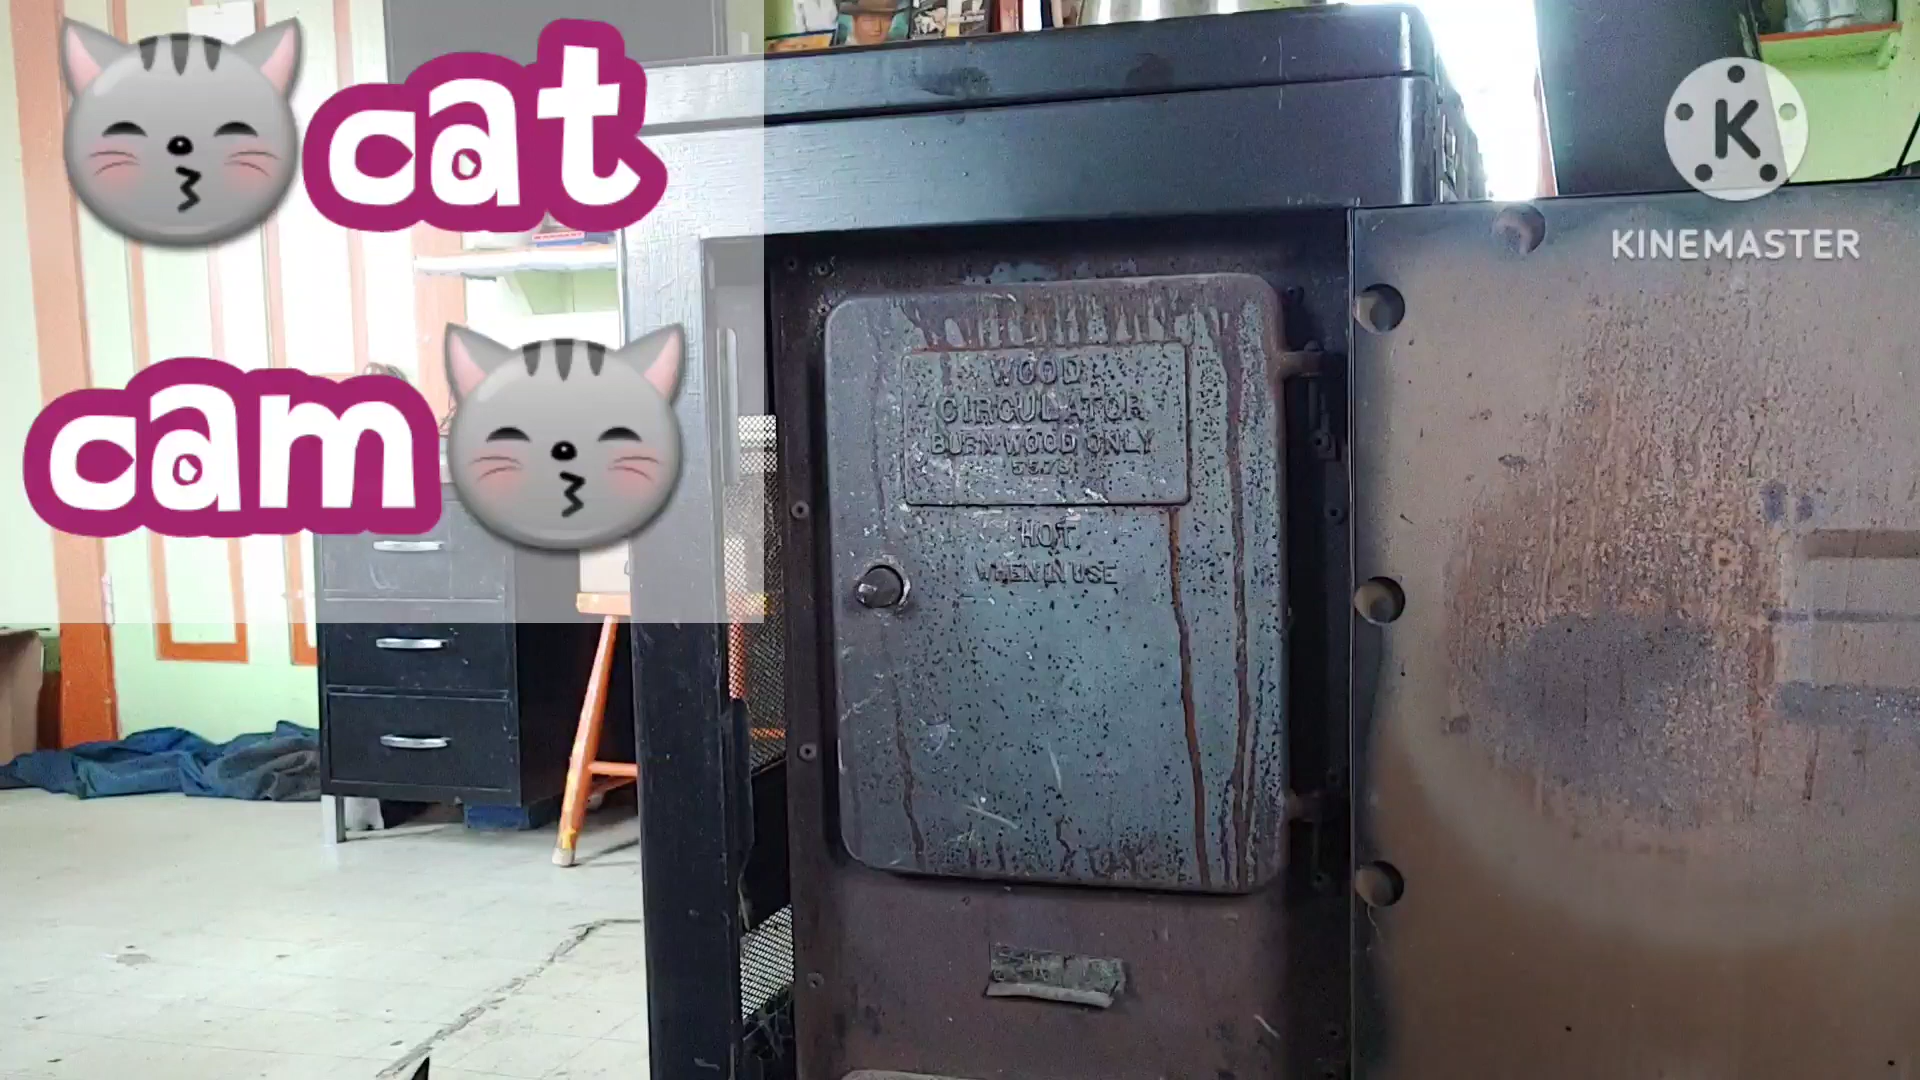 cat
cam
K
KINEMASTER
WOOD
CIRCULATOR
BURN WOOD ONLY
HOT
WHEN IN USE